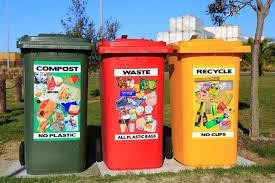 COMPOST
NO PLASTIC
WASTE
ALL PLASTIC BAGS
RECYCLE
NO CUPS